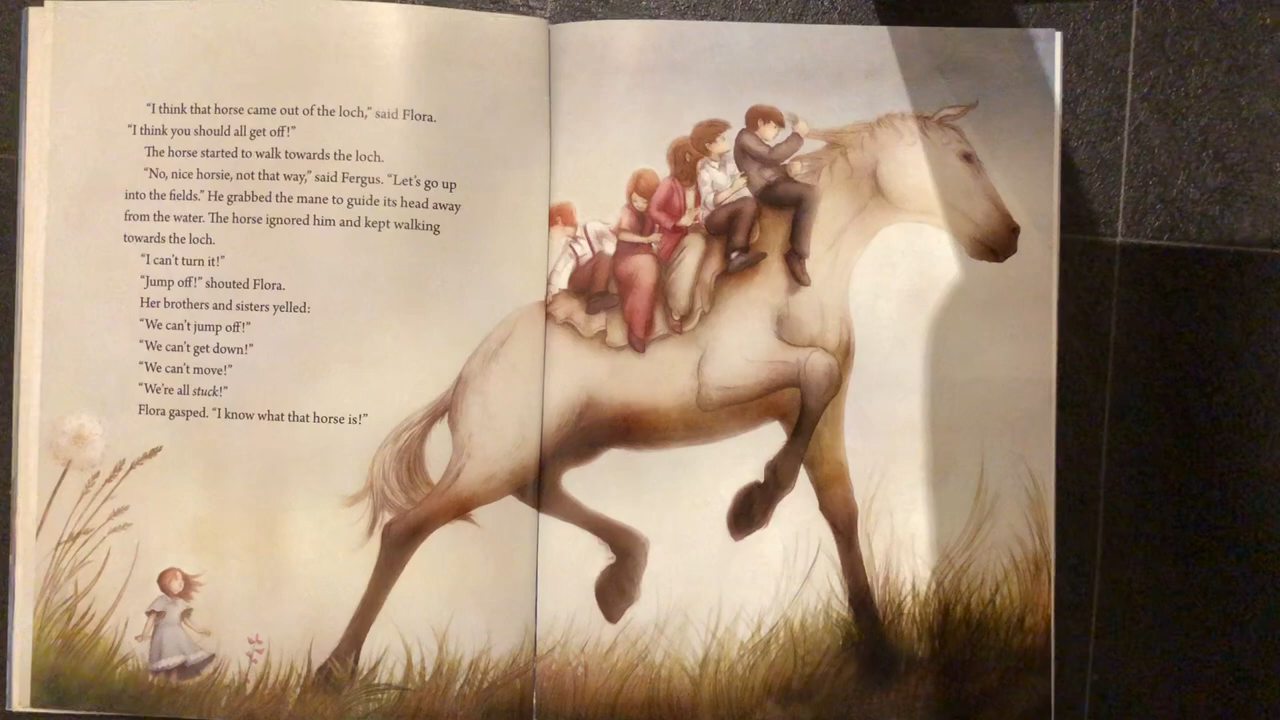 “I think that horse came out of the loch,” said Flora.
“I think you should all get off!”
The horse started to walk towards the loch.
“No, nice horsie, not that way,” said Fergus. “Let’s go up
into the fields.” He grabbed the mane to guide its head away
from the water. The horse ignored him and kept walking
towards the loch.
“I can’t turn it!”
“Jump off!” shouted Flora.
Her brothers and sisters yelled:
“We can’t jump off!”
“We can’t get down!”
“We can’t move!”
“We’re all stuck!”
Flora gasped. “I know what that horse is!”